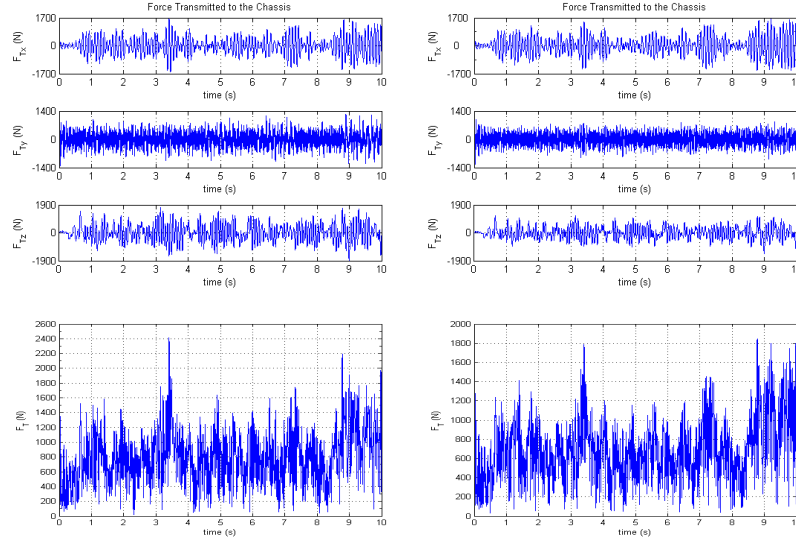 Force Transmitted to the Chassis
1700
0
-1700
F_Tx (N)
0 1 2 3 4 5 6 7 8 9 10
time (s)
1400
0
-1400
F_Ty (N)
0 1 2 3 4 5 6 7 8 9 10
time (s)
1900
0
-1900
F_Tz (N)
0 1 2 3 4 5 6 7 8 9 10
time (s)
2600
2400
2200
2000
1800
1600
1400
1200
1000
800
600
400
200
0
F_T (N)
0 1 2 3 4 5 6 7 8 9 10
time (s)
Force Transmitted to the Chassis
1700
0
-1700
F_Tx (N)
0 1 2 3 4 5 6 7 8 9 10
time (s)
1400
0
-1400
F_Ty (N)
0 1 2 3 4 5 6 7 8 9 10
time (s)
1900
0
-1900
F_Tz (N)
0 1 2 3 4 5 6 7 8 9 10
time (s)
2000
1800
1600
1400
1200
1000
800
600
400
200
0
F_T (N)
0 1 2 3 4 5 6 7 8 9 10
time (s)